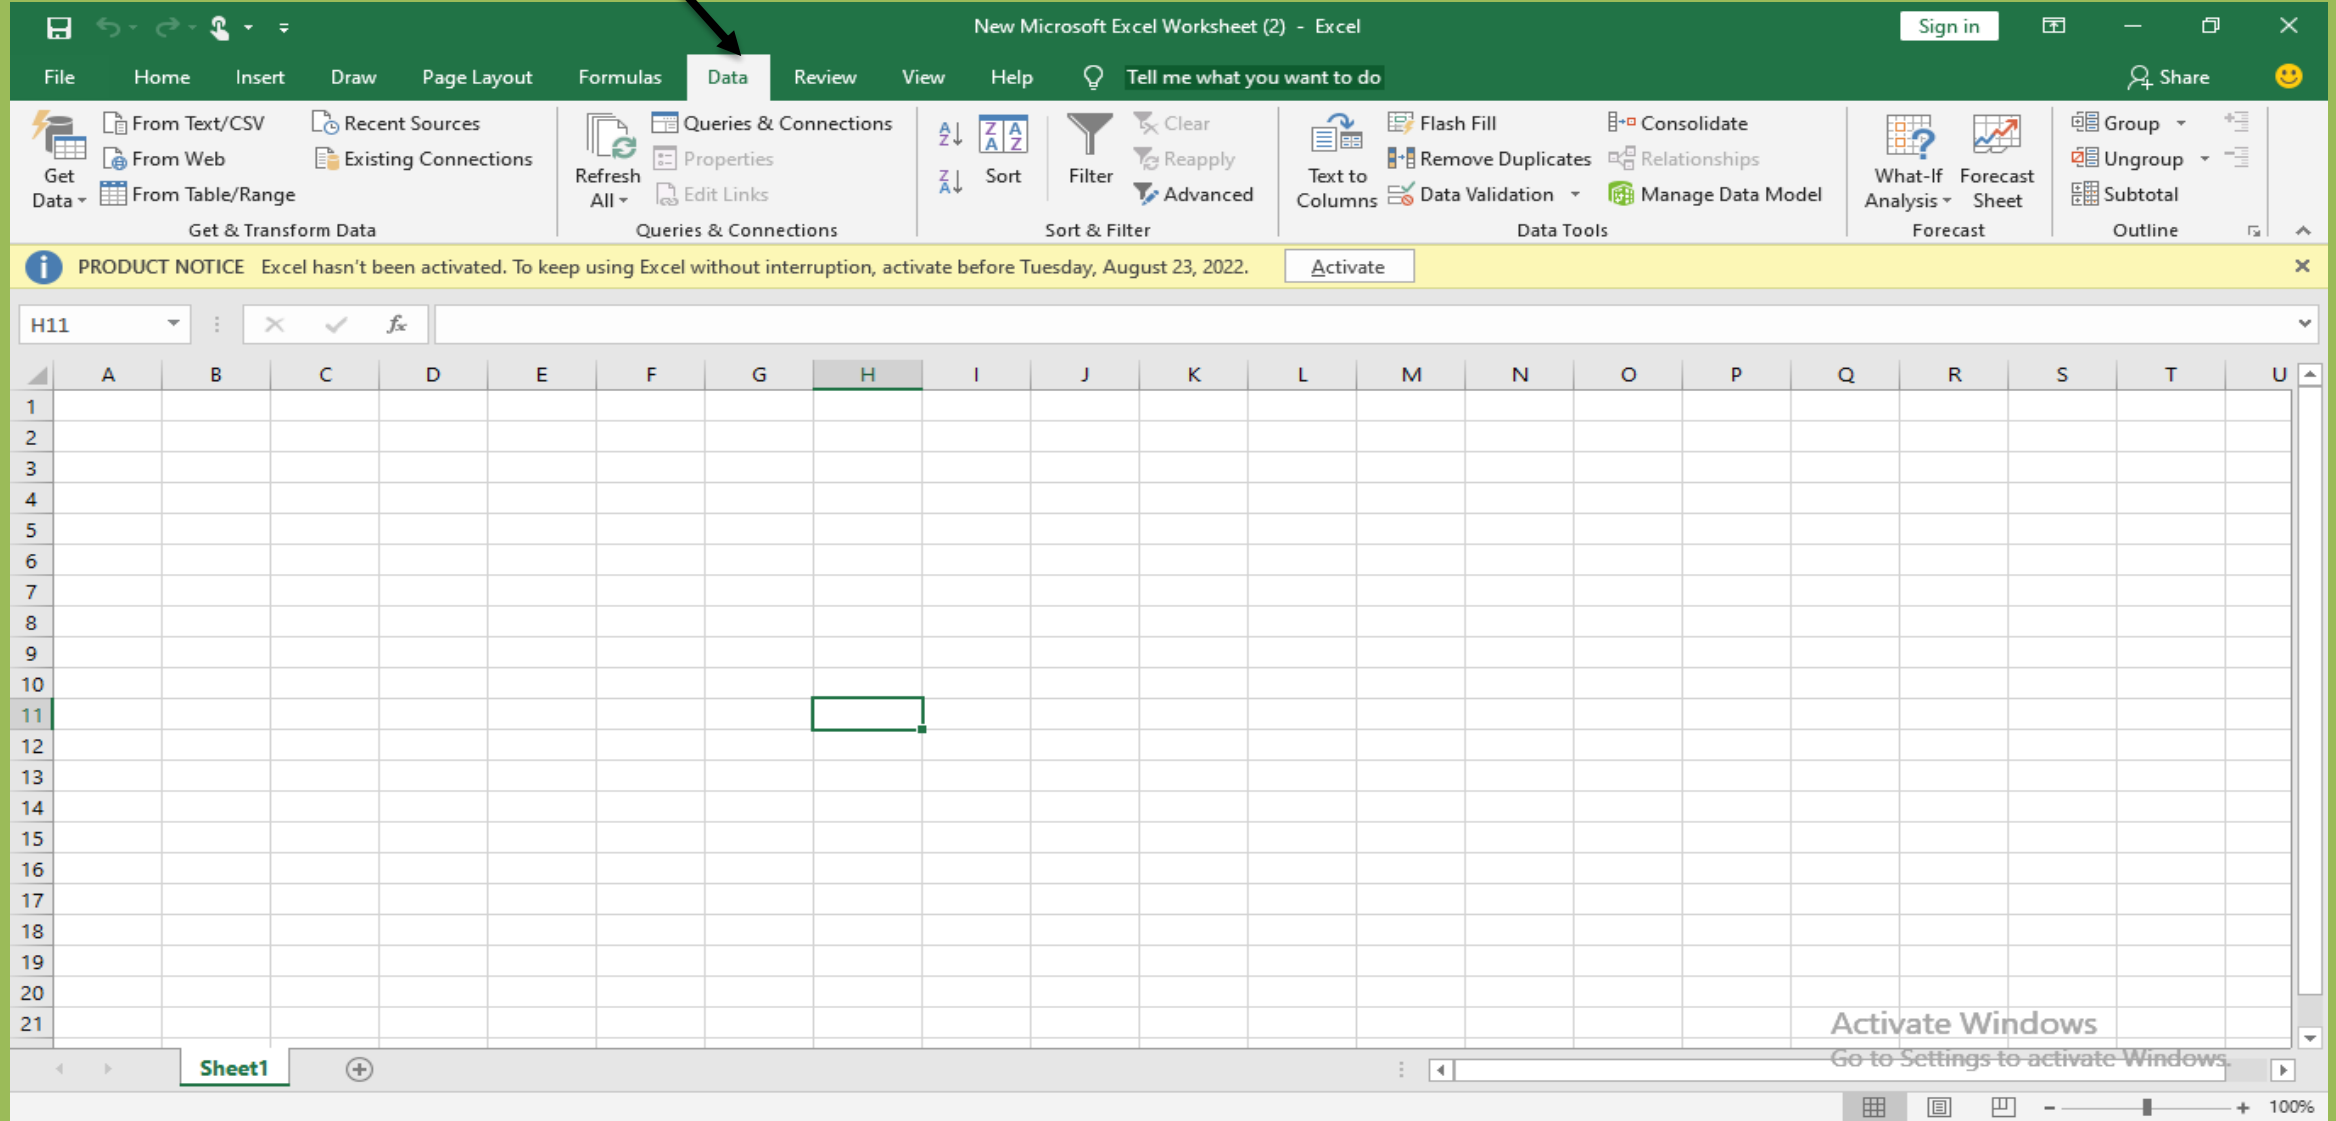 New Microsoft Excel Worksheet (2) - Excel
Sign in
File Home Insert Draw Page Layout Formulas Data Review View Help Tell me what you want to do Share
Get Data
From Text/CSV
From Web
From Table/Range
Recent Sources
Existing Connections
Get & Transform Data
Refresh All
Queries & Connections
Properties
Edit Links
Queries & Connections
Sort
Filter
Clear
Reapply
Advanced
Sort & Filter
Text to Columns
Flash Fill
Remove Duplicates
Data Validation
Consolidate
Relationships
Manage Data Model
Data Tools
What-If Analysis
Forecast Sheet
Forecast
Group
Ungroup
Subtotal
Outline
PRODUCT NOTICE Excel hasn't been activated. To keep using Excel without interruption, activate before Tuesday, August 23, 2022. Activate
H11 fx
A B C D E F G H I J K L M N O P Q R S T U
1
2
3
4
5
6
7
8
9
10
11
12
13
14
15
16
17
18
19
20
21
Activate Windows
Go to Settings to activate Windows.
Sheet1
100%